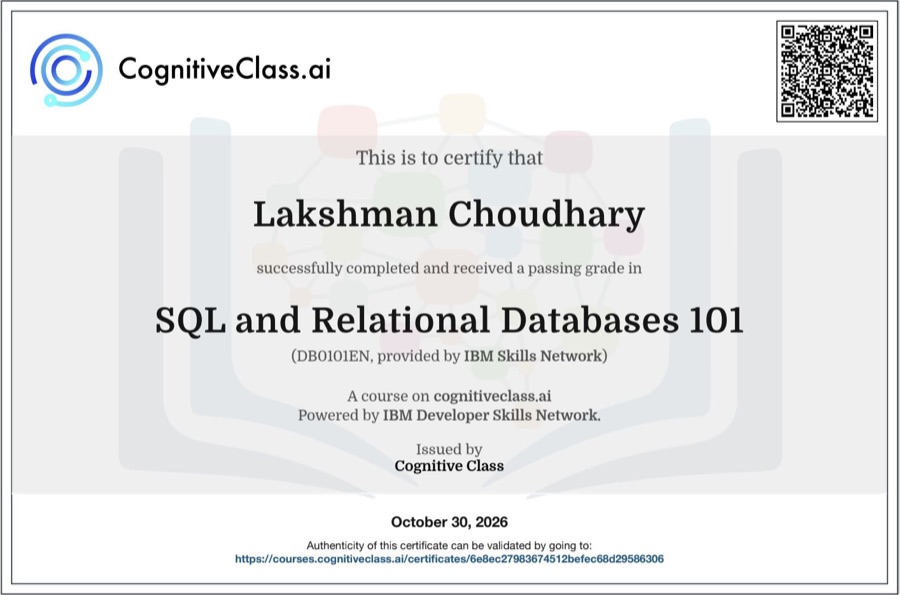 CognitiveClass.ai
This is to certify that
Lakshman Choudhary
successfully completed and received a passing grade in
SQL and Relational Databases 101
(DB0101EN, provided by IBM Skills Network)
A course on cognitiveclass.ai
Powered by IBM Developer Skills Network.
Issued by
Cognitive Class
October 30, 2026
Authenticity of this certificate can be validated by going to:
https://courses.cognitiveclass.ai/certificates/6e8ec27983674512befec68d29586306